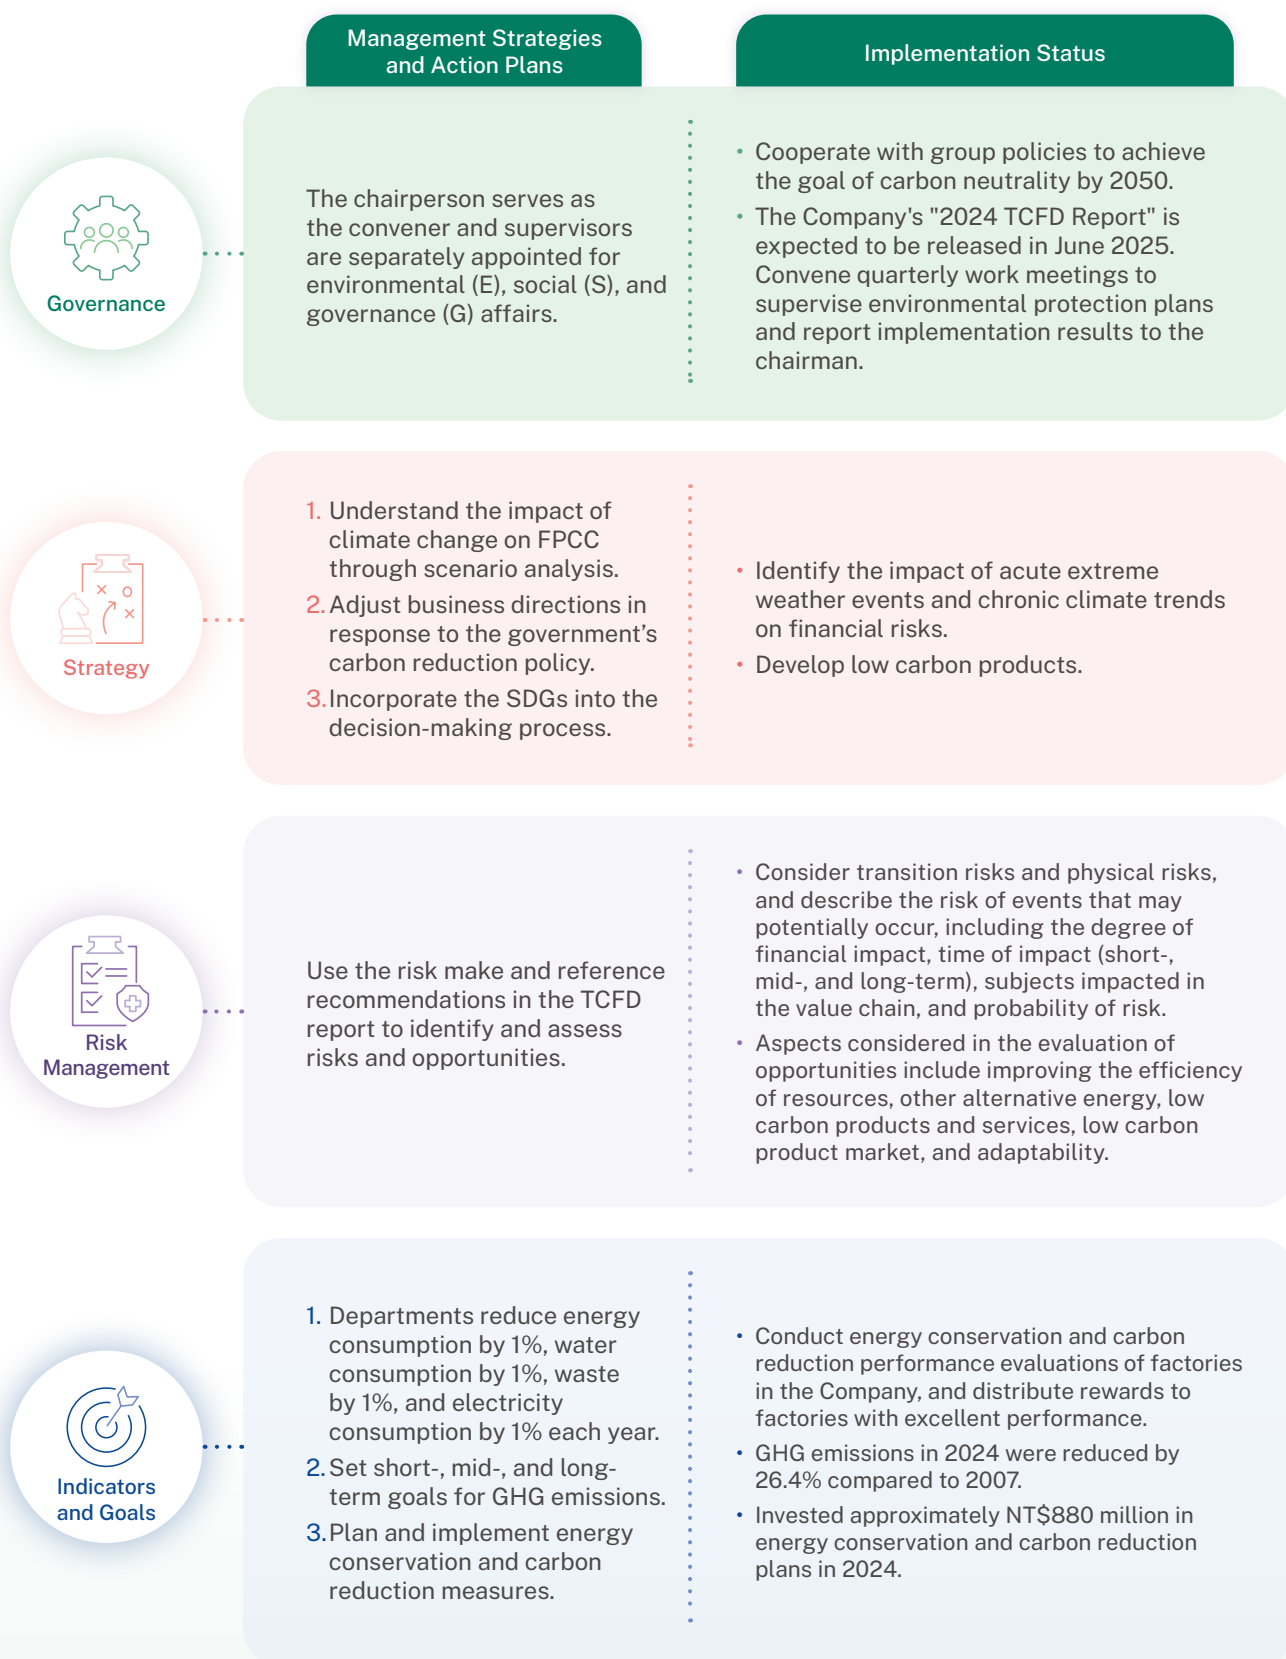 Management Strategies
and Action Plans
Implementation Status
Governance
The chairperson serves as
the convener and supervisors
are separately appointed for
environmental (E), social (S), and
governance (G) affairs.
• Cooperate with group policies to achieve
the goal of carbon neutrality by 2050.
• The Company's "2024 TCFD Report" is
expected to be released in June 2025.
Convene quarterly work meetings to
supervise environmental protection plans
and report implementation results to the
chairman.
Strategy
1. Understand the impact of
climate change on FPCC
through scenario analysis.
2. Adjust business directions in
response to the government’s
carbon reduction policy.
3. Incorporate the SDGs into the
decision-making process.
• Identify the impact of acute extreme
weather events and chronic climate trends
on financial risks.
• Develop low carbon products.
Risk
Management
Use the risk make and reference
recommendations in the TCFD
report to identify and assess
risks and opportunities.
• Consider transition risks and physical risks,
and describe the risk of events that may
potentially occur, including the degree of
financial impact, time of impact (short-,
mid-, and long-term), subjects impacted in
the value chain, and probability of risk.
• Aspects considered in the evaluation of
opportunities include improving the efficiency
of resources, other alternative energy, low
carbon products and services, low carbon
product market, and adaptability.
Indicators
and Goals
1. Departments reduce energy
consumption by 1%, water
consumption by 1%, waste
by 1%, and electricity
consumption by 1% each year.
2. Set short-, mid-, and long-
term goals for GHG emissions.
3. Plan and implement energy
conservation and carbon
reduction measures.
• Conduct energy conservation and carbon
reduction performance evaluations of factories
in the Company, and distribute rewards to
factories with excellent performance.
• GHG emissions in 2024 were reduced by
26.4% compared to 2007.
• Invested approximately NT$880 million in
energy conservation and carbon reduction
plans in 2024.